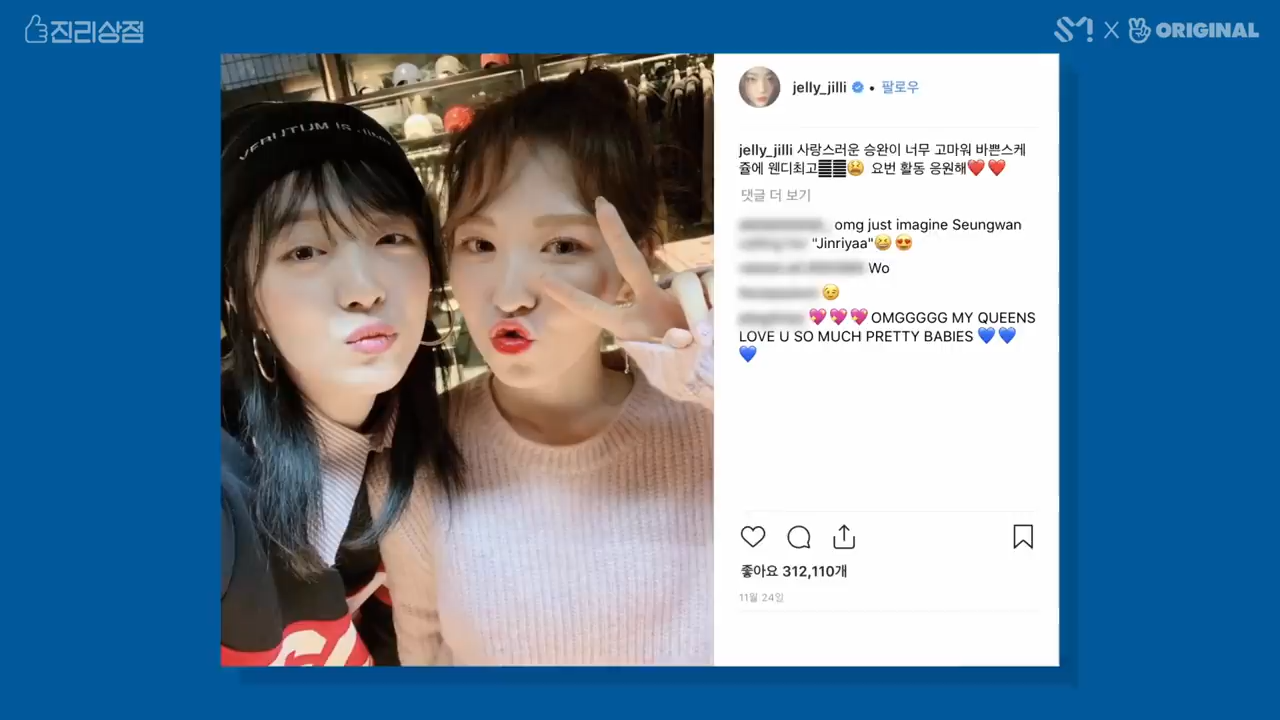 진리상점
SM! X ORIGINAL
VERUTUM IS
jelly_jilli • 팔로우
jelly_jilli 사랑스러운 승완이 너무 고마워 바쁜스케
쥴에 웬디최고 😫 요번 활동 응원해❤️❤️
댓글 더 보기
omg just imagine Seungwan
"Jinriyaa"😆😍
Wo
😉
💖💖💖OMGGGGG MY QUEENS
LOVE U SO MUCH PRETTY BABIES 💙💙
💙
좋아요 312,110개
11월 24일